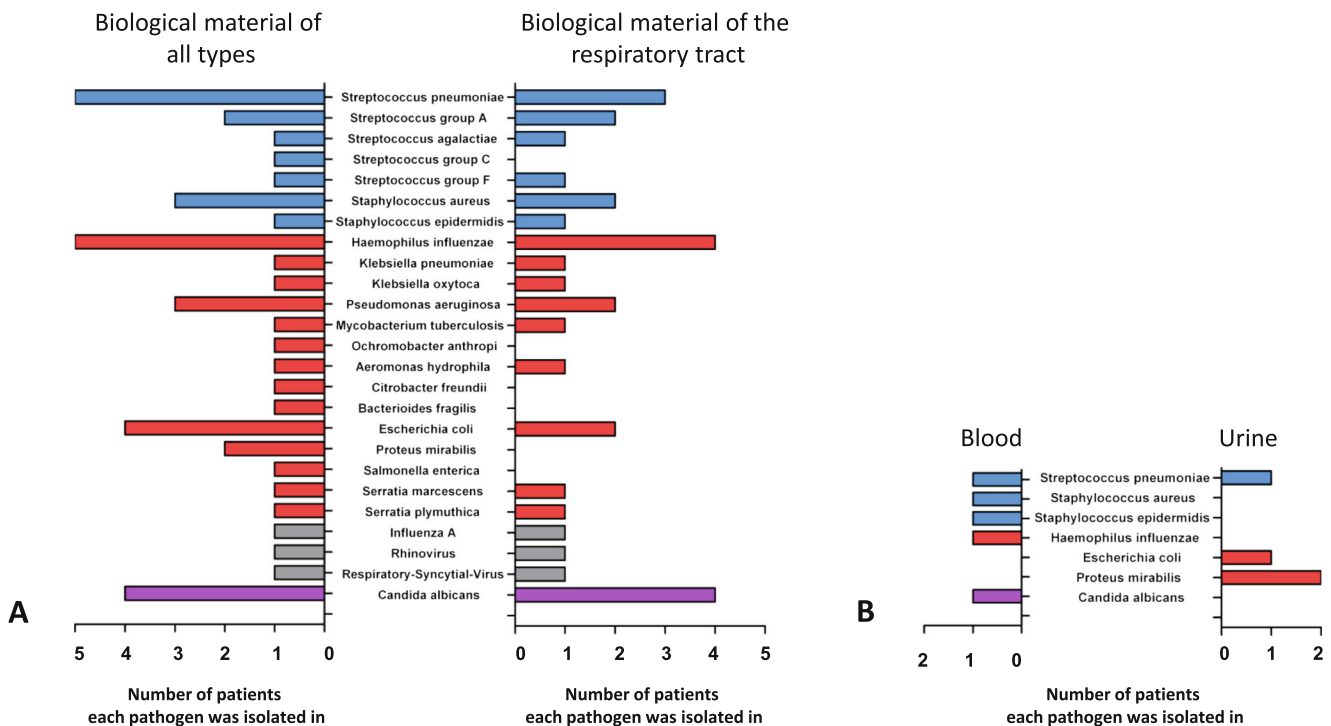 Biological material of
all types
Biological material of the
respiratory tract
Streptococcus pneumoniae
Streptococcus group A
Streptococcus agalactiae
Streptococcus group C
Streptococcus group F
Staphylococcus aureus
Staphylococcus epidermidis
Haemophilus influenzae
Klebsiella pneumoniae
Klebsiella oxytoca
Pseudomonas aeruginosa
Mycobacterium tuberculosis
Ochromobacter anthropi
Aeromonas hydrophila
Citrobacter freundii
Bacterioides fragilis
Escherichia coli
Proteus mirabilis
Salmonella enterica
Serratia marcescens
Serratia plymuthica
Influenza A
Rhinovirus
Respiratory-Syncytial-Virus
Candida albicans
A
5 4 3 2 1 0
0 1 2 3 4 5
Number of patients
each pathogen was isolated in
Number of patients
each pathogen was isolated in
Blood
Urine
Streptococcus pneumoniae
Staphylococcus aureus
Staphylococcus epidermidis
Haemophilus influenzae
Escherichia coli
Proteus mirabilis
Candida albicans
B
2 1 0
0 1 2
Number of patients
each pathogen was isolated in